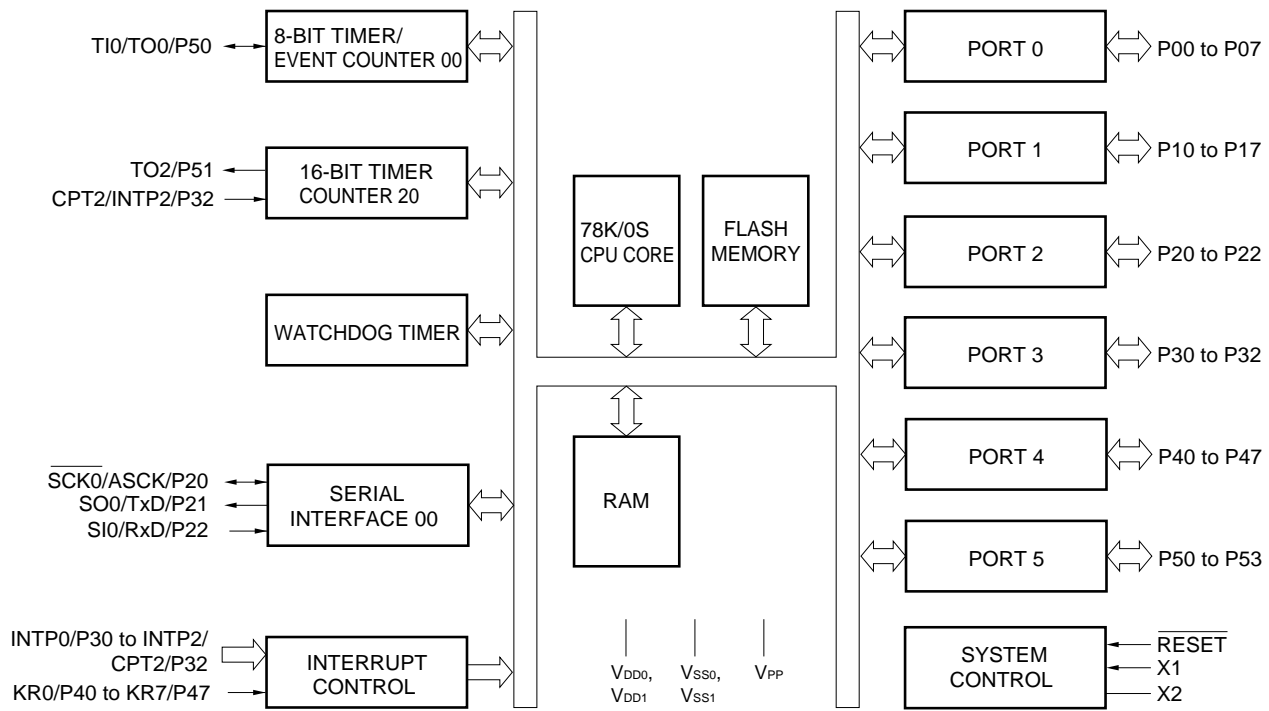 TI0/TO0/P50
8-BIT TIMER/
EVENT COUNTER 00
TO2/P51
CPT2/INTP2/P32
16-BIT TIMER
COUNTER 20
WATCHDOG TIMER
SCK0/ASCK/P20
SO0/TxD/P21
SI0/RxD/P22
SERIAL
INTERFACE 00
INTP0/P30 to INTP2/
CPT2/P32
KR0/P40 to KR7/P47
INTERRUPT
CONTROL
78K/0S
CPU CORE
FLASH
MEMORY
RAM
VDD0,
VDD1
VSS0,
VSS1
VPP
PORT 0
P00 to P07
PORT 1
P10 to P17
PORT 2
P20 to P22
PORT 3
P30 to P32
PORT 4
P40 to P47
PORT 5
P50 to P53
SYSTEM
CONTROL
RESET
X1
X2